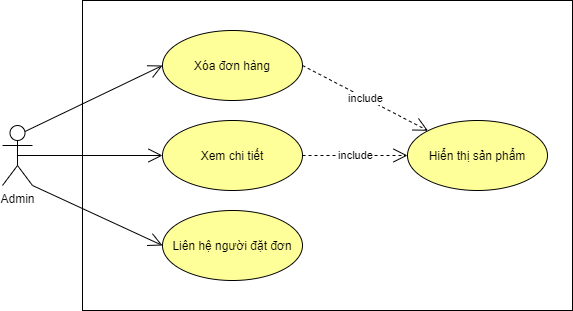 Xóa đơn hàng
include
Xem chi tiết
include
Hiển thị sản phẩm
Admin
Liên hệ người đặt đơn